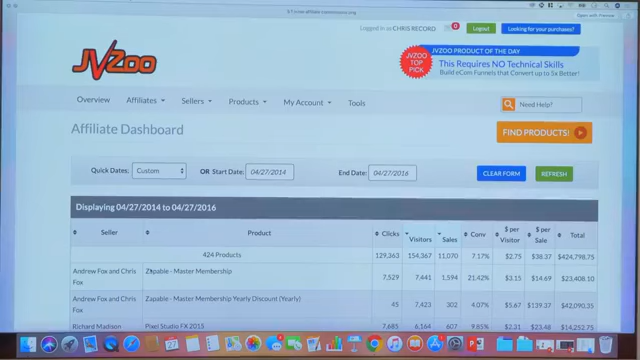 Open with Preview
Logged in as CHRIS RECORD
0
Logout
Looking for your purchases?
JVZOO
JVZOO TOP PICK
JVZOO PRODUCT OF THE DAY
This Requires NO Technical Skills
Build eCom Funnels that Convert up to 5x Better!
Overview Affiliates Sellers Products My Account Tools
Need Help?
Affiliate Dashboard
FIND PRODUCTS!
Quick Dates: Custom OR Start Date: 04/27/2014 End Date: 04/27/2016 CLEAR FORM REFRESH
Displaying 04/27/2014 to 04/27/2016
Seller Product Clicks Visitors Sales Conv $ per Visitor $ per Sale Total
424 Products 129,363 154,367 11,070 7.17% $2.75 $38.37 $424,798.75
Andrew Fox and Chris Fox Zapable - Master Membership 7,529 7,441 1,594 21.42% $3.15 $14.69 $23,408.10
Andrew Fox and Chris Fox Zapable - Master Membership Yearly Discount (Yearly) 45 7,423 302 4.07% $5.67 $139.37 $42,090.35
Richard Madison Pixel Studio FX 2015 7,685 6,164 607 9.85% $2.31 $23.48 $14,252.75